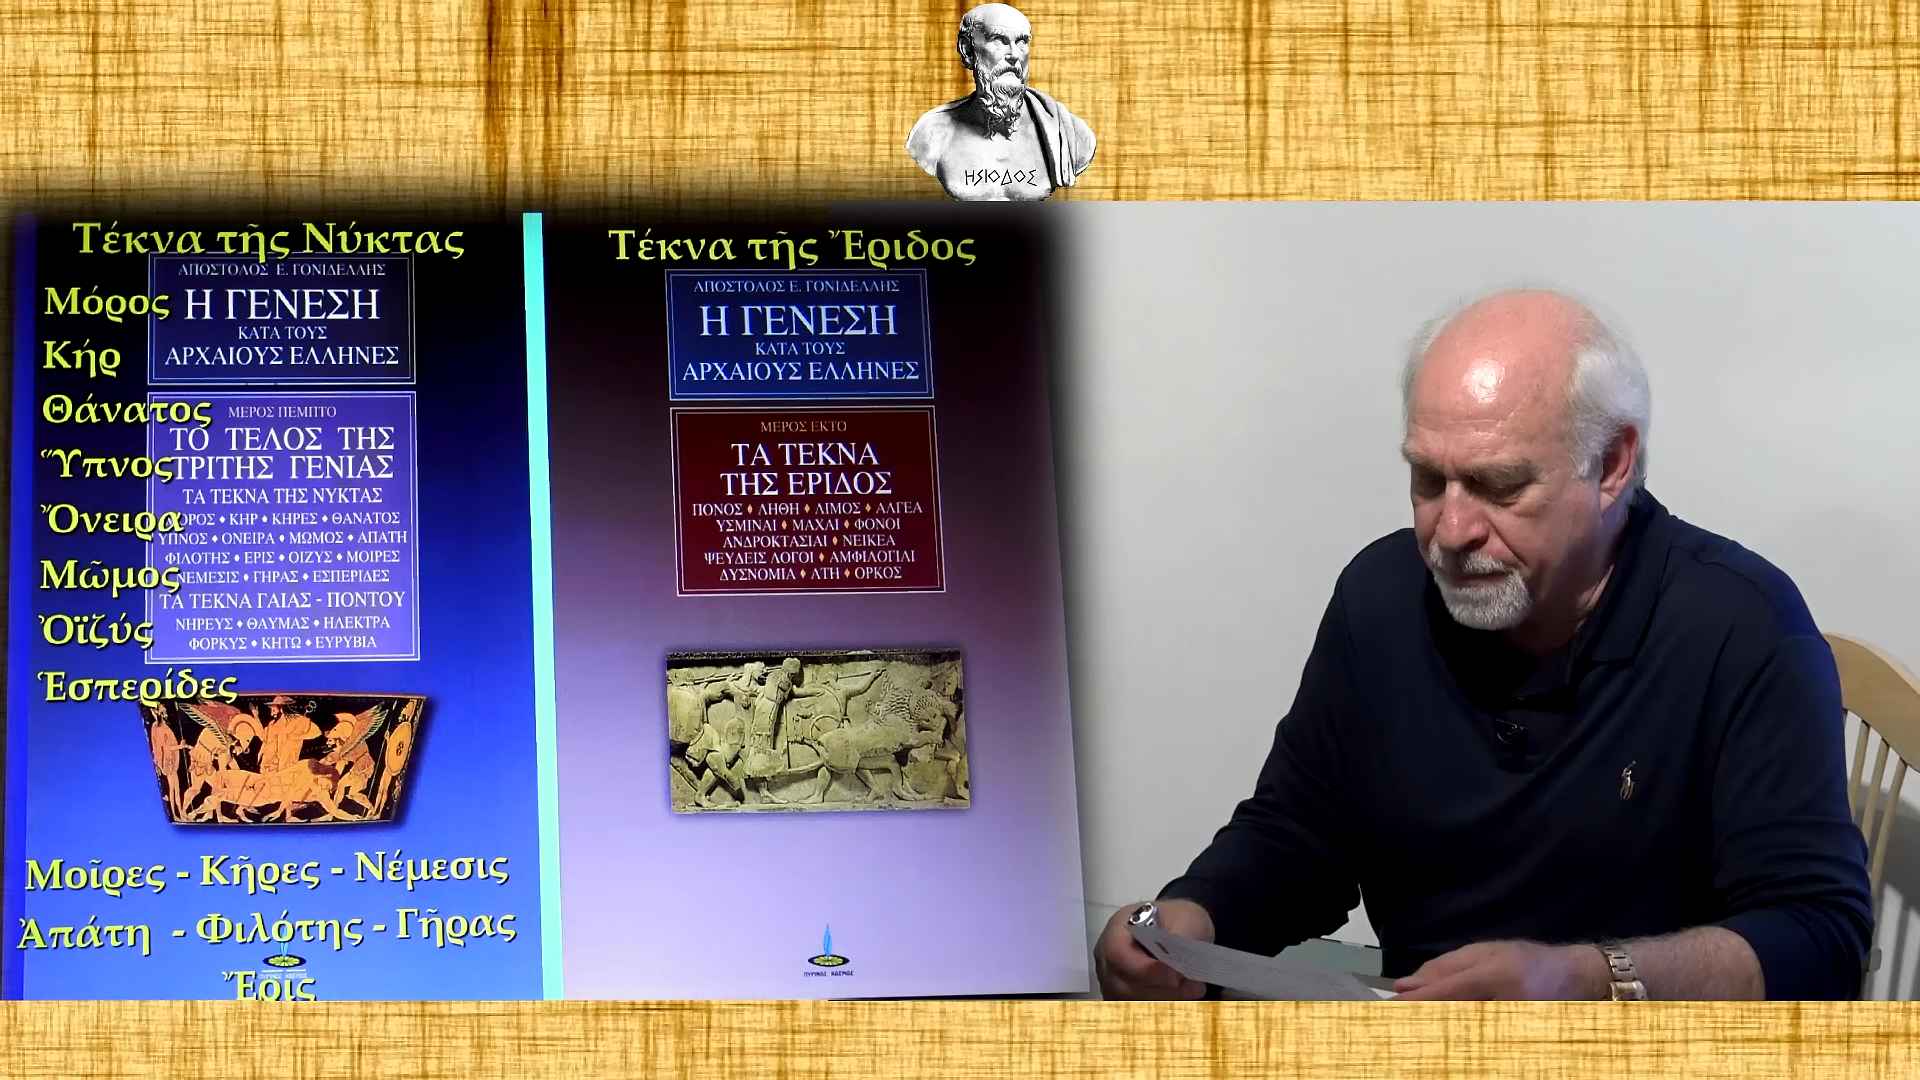 ΗΣΙΟΔΟΣ
Τέκνα τῆς Νύκτας
ΑΠΟΣΤΟΛΟΣ Ε. ΓΟΝΙΔΕΛΛΗΣ
Η ΓΕΝΕΣΗ
ΚΑΤΑ ΤΟΥΣ
ΑΡΧΑΙΟΥΣ ΕΛΛΗΝΕΣ
Μόρος
Κήρ
Θάνατος
Ὕπνος
Ὄνειρα
Μῶμος
Ὀϊζύς
Ἑσπερίδες
ΜΕΡΟΣ ΠΕΜΠΤΟ
ΤΟ ΤΕΛΟΣ ΤΗΣ
ΤΡΙΤΗΣ ΓΕΝΙΑΣ
ΤΑ ΤΕΚΝΑ ΤΗΣ ΝΥΚΤΑΣ
ΜΟΡΟΣ ♦ ΚΗΡ ♦ ΚΗΡΕΣ ♦ ΘΑΝΑΤΟΣ
ΥΠΝΟΣ ♦ ΟΝΕΙΡΑ ♦ ΜΩΜΟΣ ♦ ΑΠΑΤΗ
ΦΙΛΟΤΗΣ ♦ ΕΡΙΣ ♦ ΟΙΖΥΣ ♦ ΜΟΙΡΕΣ
ΝΕΜΕΣΙΣ ♦ ΓΗΡΑΣ ♦ ΕΣΠΕΡΙΔΕΣ
ΤΑ ΤΕΚΝΑ ΓΑΙΑΣ - ΠΟΝΤΟΥ
ΝΗΡΕΥΣ ♦ ΘΑΥΜΑΣ ♦ ΗΛΕΚΤΡΑ
ΦΟΡΚΥΣ ♦ ΚΗΤΩ ♦ ΕΥΡΥΒΙΑ
Μοῖρες - Κῆρες - Νέμεσις
Ἀπάτη - Φιλότης - Γῆρας
Ἔρις
ΠΥΡΙΝΟΣ ΚΟΣΜΟΣ
Τέκνα τῆς Ἔριδος
ΑΠΟΣΤΟΛΟΣ Ε. ΓΟΝΙΔΕΛΛΗΣ
Η ΓΕΝΕΣΗ
ΚΑΤΑ ΤΟΥΣ
ΑΡΧΑΙΟΥΣ ΕΛΛΗΝΕΣ
ΜΕΡΟΣ ΕΚΤΟ
ΤΑ ΤΕΚΝΑ
ΤΗΣ ΕΡΙΔΟΣ
ΠΟΝΟΣ ♦ ΛΗΘΗ ♦ ΛΙΜΟΣ ♦ ΑΛΓΕΑ
ΥΣΜΙΝΑΙ ♦ ΜΑΧΑΙ ♦ ΦΟΝΟΙ
ΑΝΔΡΟΚΤΑΣΙΑΙ ♦ ΝΕΙΚΕΑ
ΨΕΥΔΕΙΣ ΛΟΓΟΙ ♦ ΑΜΦΙΛΟΓΙΑΙ
ΔΥΣΝΟΜΙΑ ♦ ΑΤΗ ♦ ΟΡΚΟΣ
ΠΥΡΙΝΟΣ ΚΟΣΜΟΣ